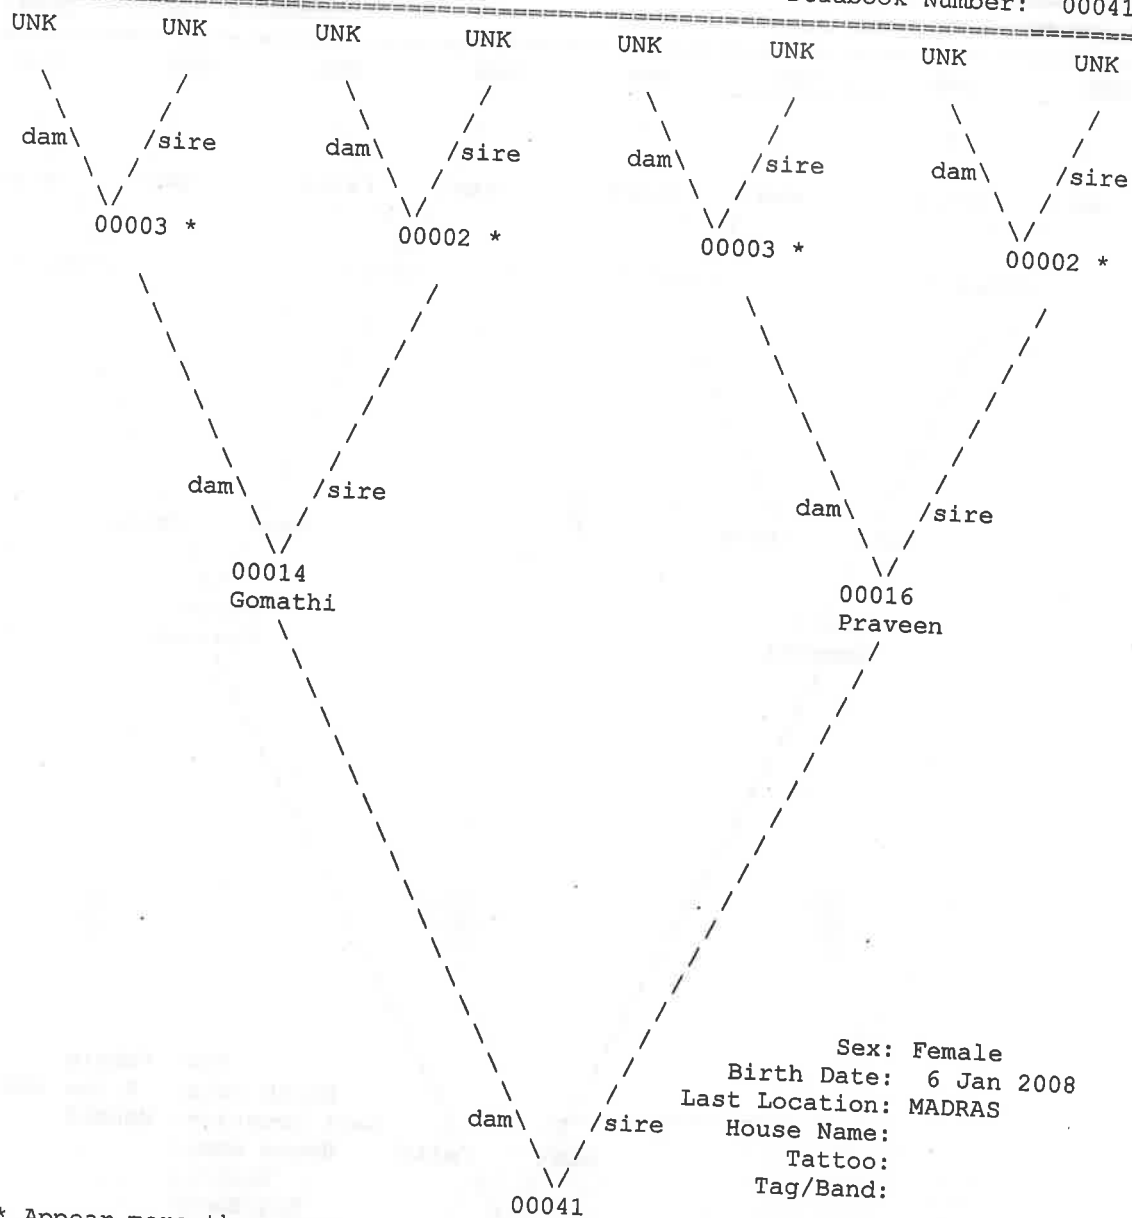 Studbook Number: 00041
UNK UNK UNK UNK UNK UNK UNK UNK
dam sire dam sire dam sire dam sire
00003 * 00002 * 00003 * 00002 *
dam sire dam sire
00014 00016
Gomathi Praveen
Sex: Female
Birth Date: 6 Jan 2008
Last Location: MADRAS
dam sire House Name:
Tattoo:
Tag/Band:
00041
* Appear more